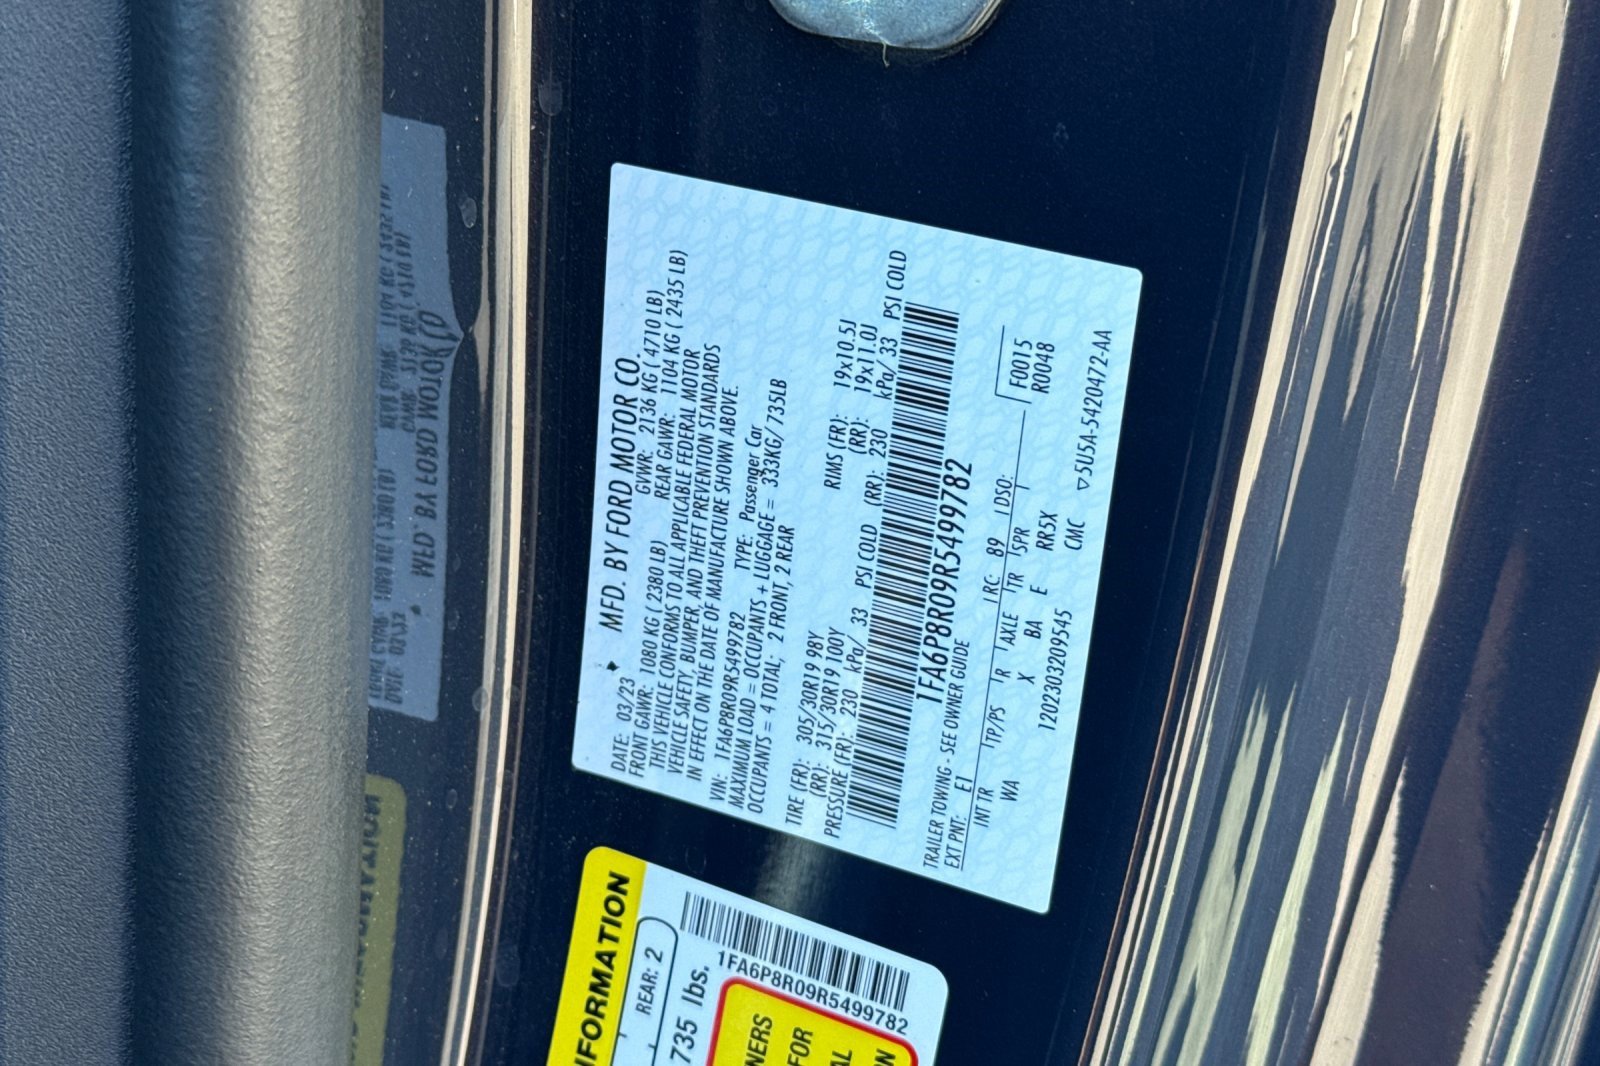 MFD. BY FORD MOTOR CO.
DATE: 03/23 GVWR: 2136 KG ( 4710 LB)
FRONT GAWR: 1080 KG ( 2380 LB) REAR GAWR: 1104 KG ( 2435 LB)
THIS VEHICLE CONFORMS TO ALL APPLICABLE FEDERAL MOTOR
VEHICLE SAFETY, BUMPER, AND THEFT PREVENTION STANDARDS
IN EFFECT ON THE DATE OF MANUFACTURE SHOWN ABOVE.
VIN: 1FA6P8R09R5499782 TYPE: Passenger Car
MAXIMUM LOAD = OCCUPANTS + LUGGAGE = 333KG/735LB
OCCUPANTS = 4 TOTAL; 2 FRONT, 2 REAR
TIRE (FR): 305/30R19 98Y RIMS (FR): 19x10.5J
(RR): 315/30R19 100Y (RR): 19x11.0J
PRESSURE (FR): 230 kPa/ 33 PSI COLD (RR): 230 kPa/ 33 PSI COLD
1FA6P8R09R5499782
TRAILER TOWING - SEE OWNER GUIDE
EXT PNT: E1 RC: 89 DSO: F0015
INT TR TP/PS R AXLE TR SPR R0048
WA X BA E RR5X
12023032095​45 CMC ▽5U5A-5420472-AA
REAR: 2
735 lbs.
1FA6P8R09R5499782